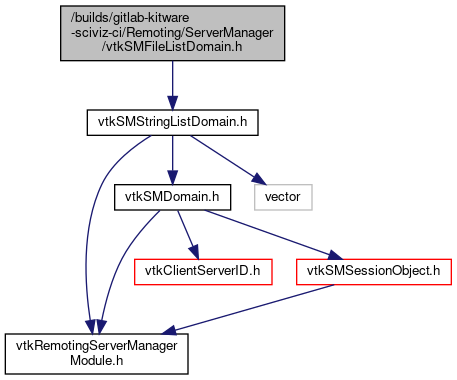 /builds/gitlab-kitware
-sciviz-ci/Remoting/ServerManager
/vtkSMFileListDomain.h
vtkSMStringListDomain.h
vtkSMDomain.h
vector
vtkClientServerID.h
vtkSMSessionObject.h
vtkRemotingServerManager
Module.h